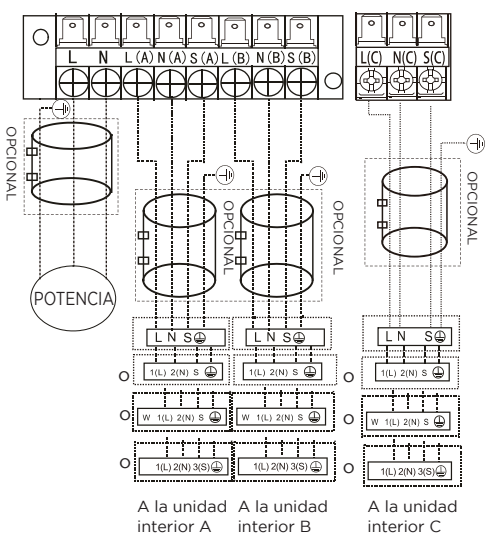 L N L(A) N(A) S(A) L(B) N(B) S(B)
L(C) N(C) S(C)
OPCIONAL
OPCIONAL
OPCIONAL
OPCIONAL
POTENCIA
L N S
L N S
L N S
1(L) 2(N) S
1(L) 2(N) S
O
1(L) 2(N) S
O
W 1(L) 2(N) S
W 1(L) 2(N) S
O
W 1(L) 2(N) S
O
1(L) 2(N) 3(S)
1(L) 2(N) 3(S)
O
1(L) 2(N) 3(S)
O
A la unidad
interior A
A la unidad
interior B
A la unidad
interior C